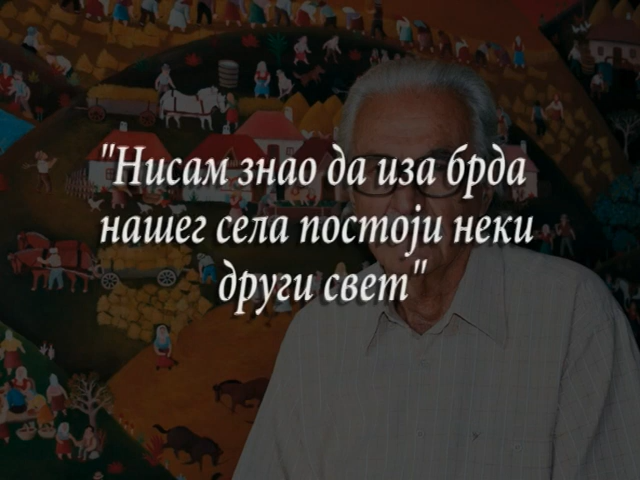 "Нисам знао да иза брда
нашег села постоји неки
други свет"